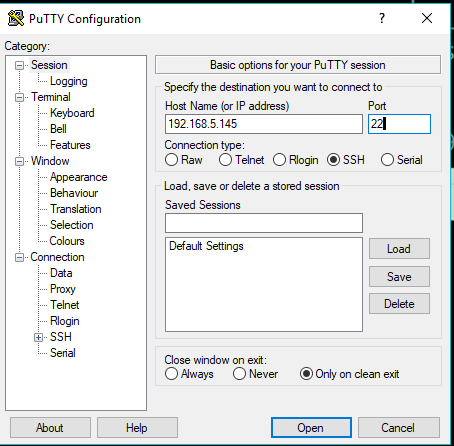 PuTTY Configuration
Category:
Session
Logging
Terminal
Keyboard
Bell
Features
Window
Appearance
Behaviour
Translation
Selection
Colours
Connection
Data
Proxy
Telnet
Rlogin
SSH
Serial
Basic options for your PuTTY session
Specify the destination you want to connect to
Host Name (or IP address) Port
192.168.5.145 22
Connection type:
Raw Telnet Rlogin SSH Serial
Load, save or delete a stored session
Saved Sessions
Default Settings
Load
Save
Delete
Close window on exit:
Always Never Only on clean exit
About Help Open Cancel